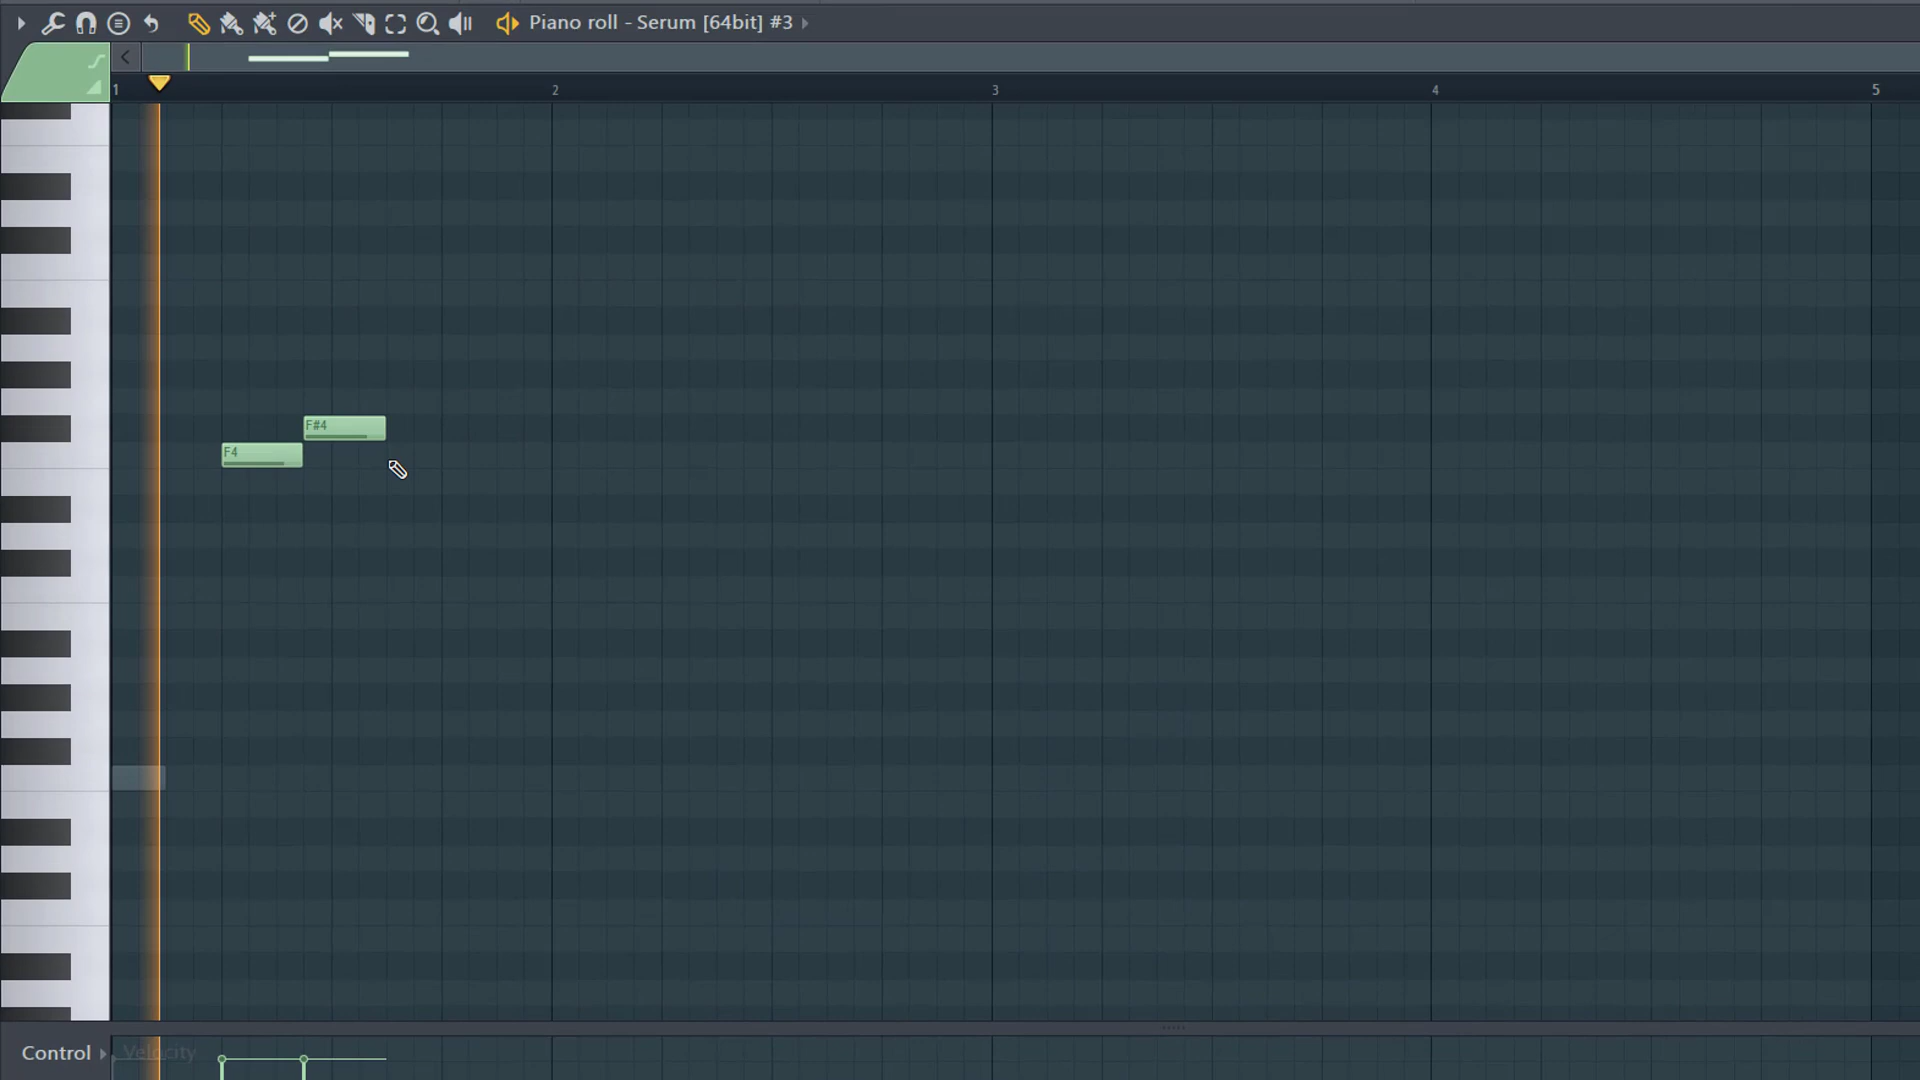 Piano roll - Serum [64bit] #3
1 2 3 4 5
F#4
F4
Control Velocity